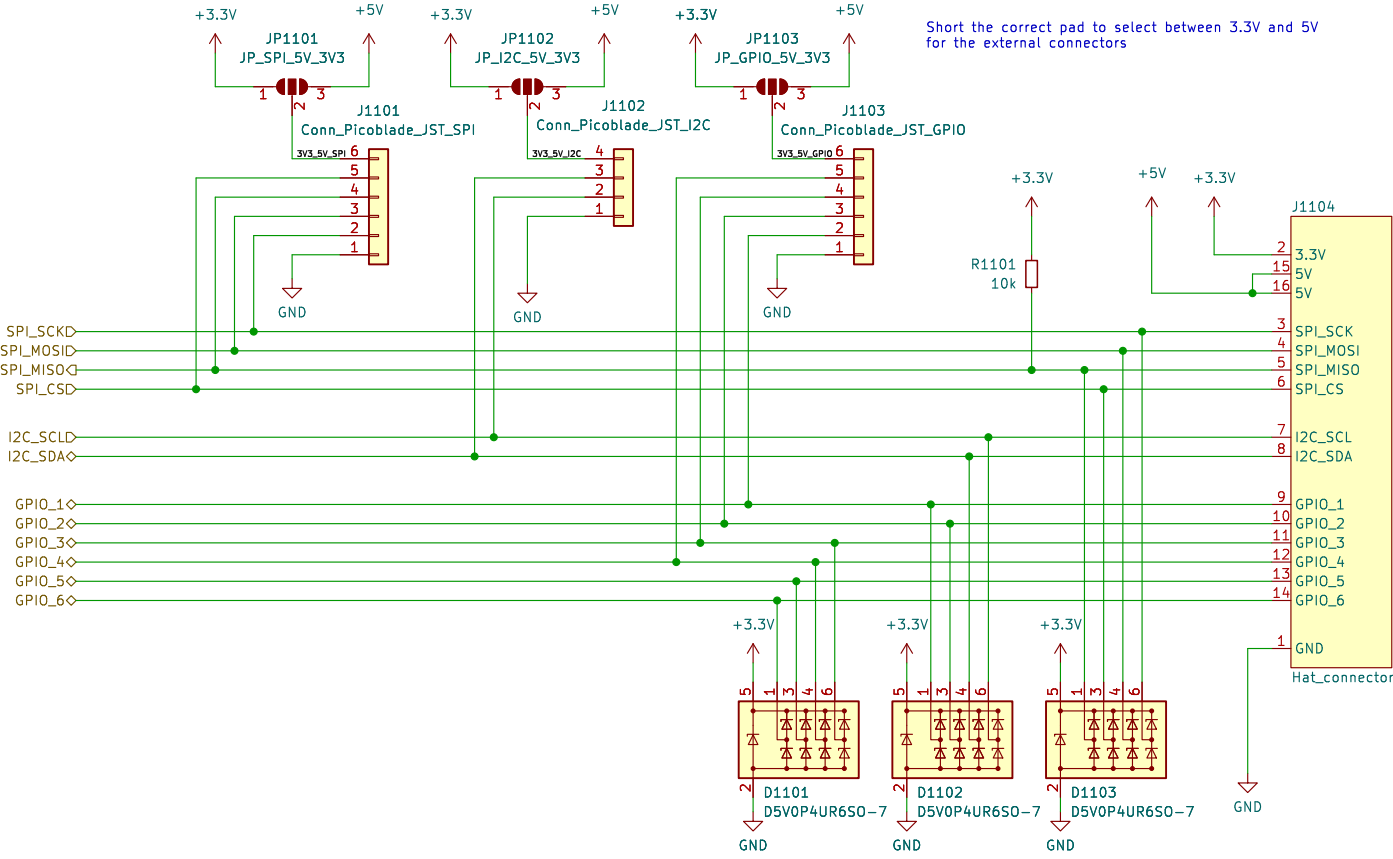 +3.3V
+5V
+3.3V
+5V
+3.3V
+5V
Short the correct pad to select between 3.3V and 5V
for the external connectors
JP1101
JP_SPI_5V_3V3
JP1102
JP_I2C_5V_3V3
JP1103
JP_GPIO_5V_3V3
1
2
3
1
2
3
1
2
3
J1101
Conn_Picoblade_JST_SPI
J1102
Conn_Picoblade_JST_I2C
J1103
Conn_Picoblade_JST_GPIO
3V3_5V_SPI
6
5
4
3
2
1
3V3_5V_I2C
4
3
2
1
3V3_5V_GPIO
6
5
4
3
2
1
GND
GND
GND
+3.3V
R1101
10k
+5V
+3.3V
J1104
2 3.3V
15 5V
16 5V
SPI_SCK
3 SPI_SCK
SPI_MOSI
4 SPI_MOSI
SPI_MISO
5 SPI_MISO
SPI_CS
6 SPI_CS
I2C_SCL
7 I2C_SCL
I2C_SDA
8 I2C_SDA
GPIO_1
9 GPIO_1
GPIO_2
10 GPIO_2
GPIO_3
11 GPIO_3
GPIO_4
12 GPIO_4
GPIO_5
13 GPIO_5
GPIO_6
14 GPIO_6
1 GND
Hat_connector
GND
+3.3V
+3.3V
+3.3V
5 1 3 4 6
5 1 3 4 6
5 1 3 4 6
2
D1101
D5V0P4UR6SO-7
GND
2
D1102
D5V0P4UR6SO-7
GND
2
D1103
D5V0P4UR6SO-7
GND